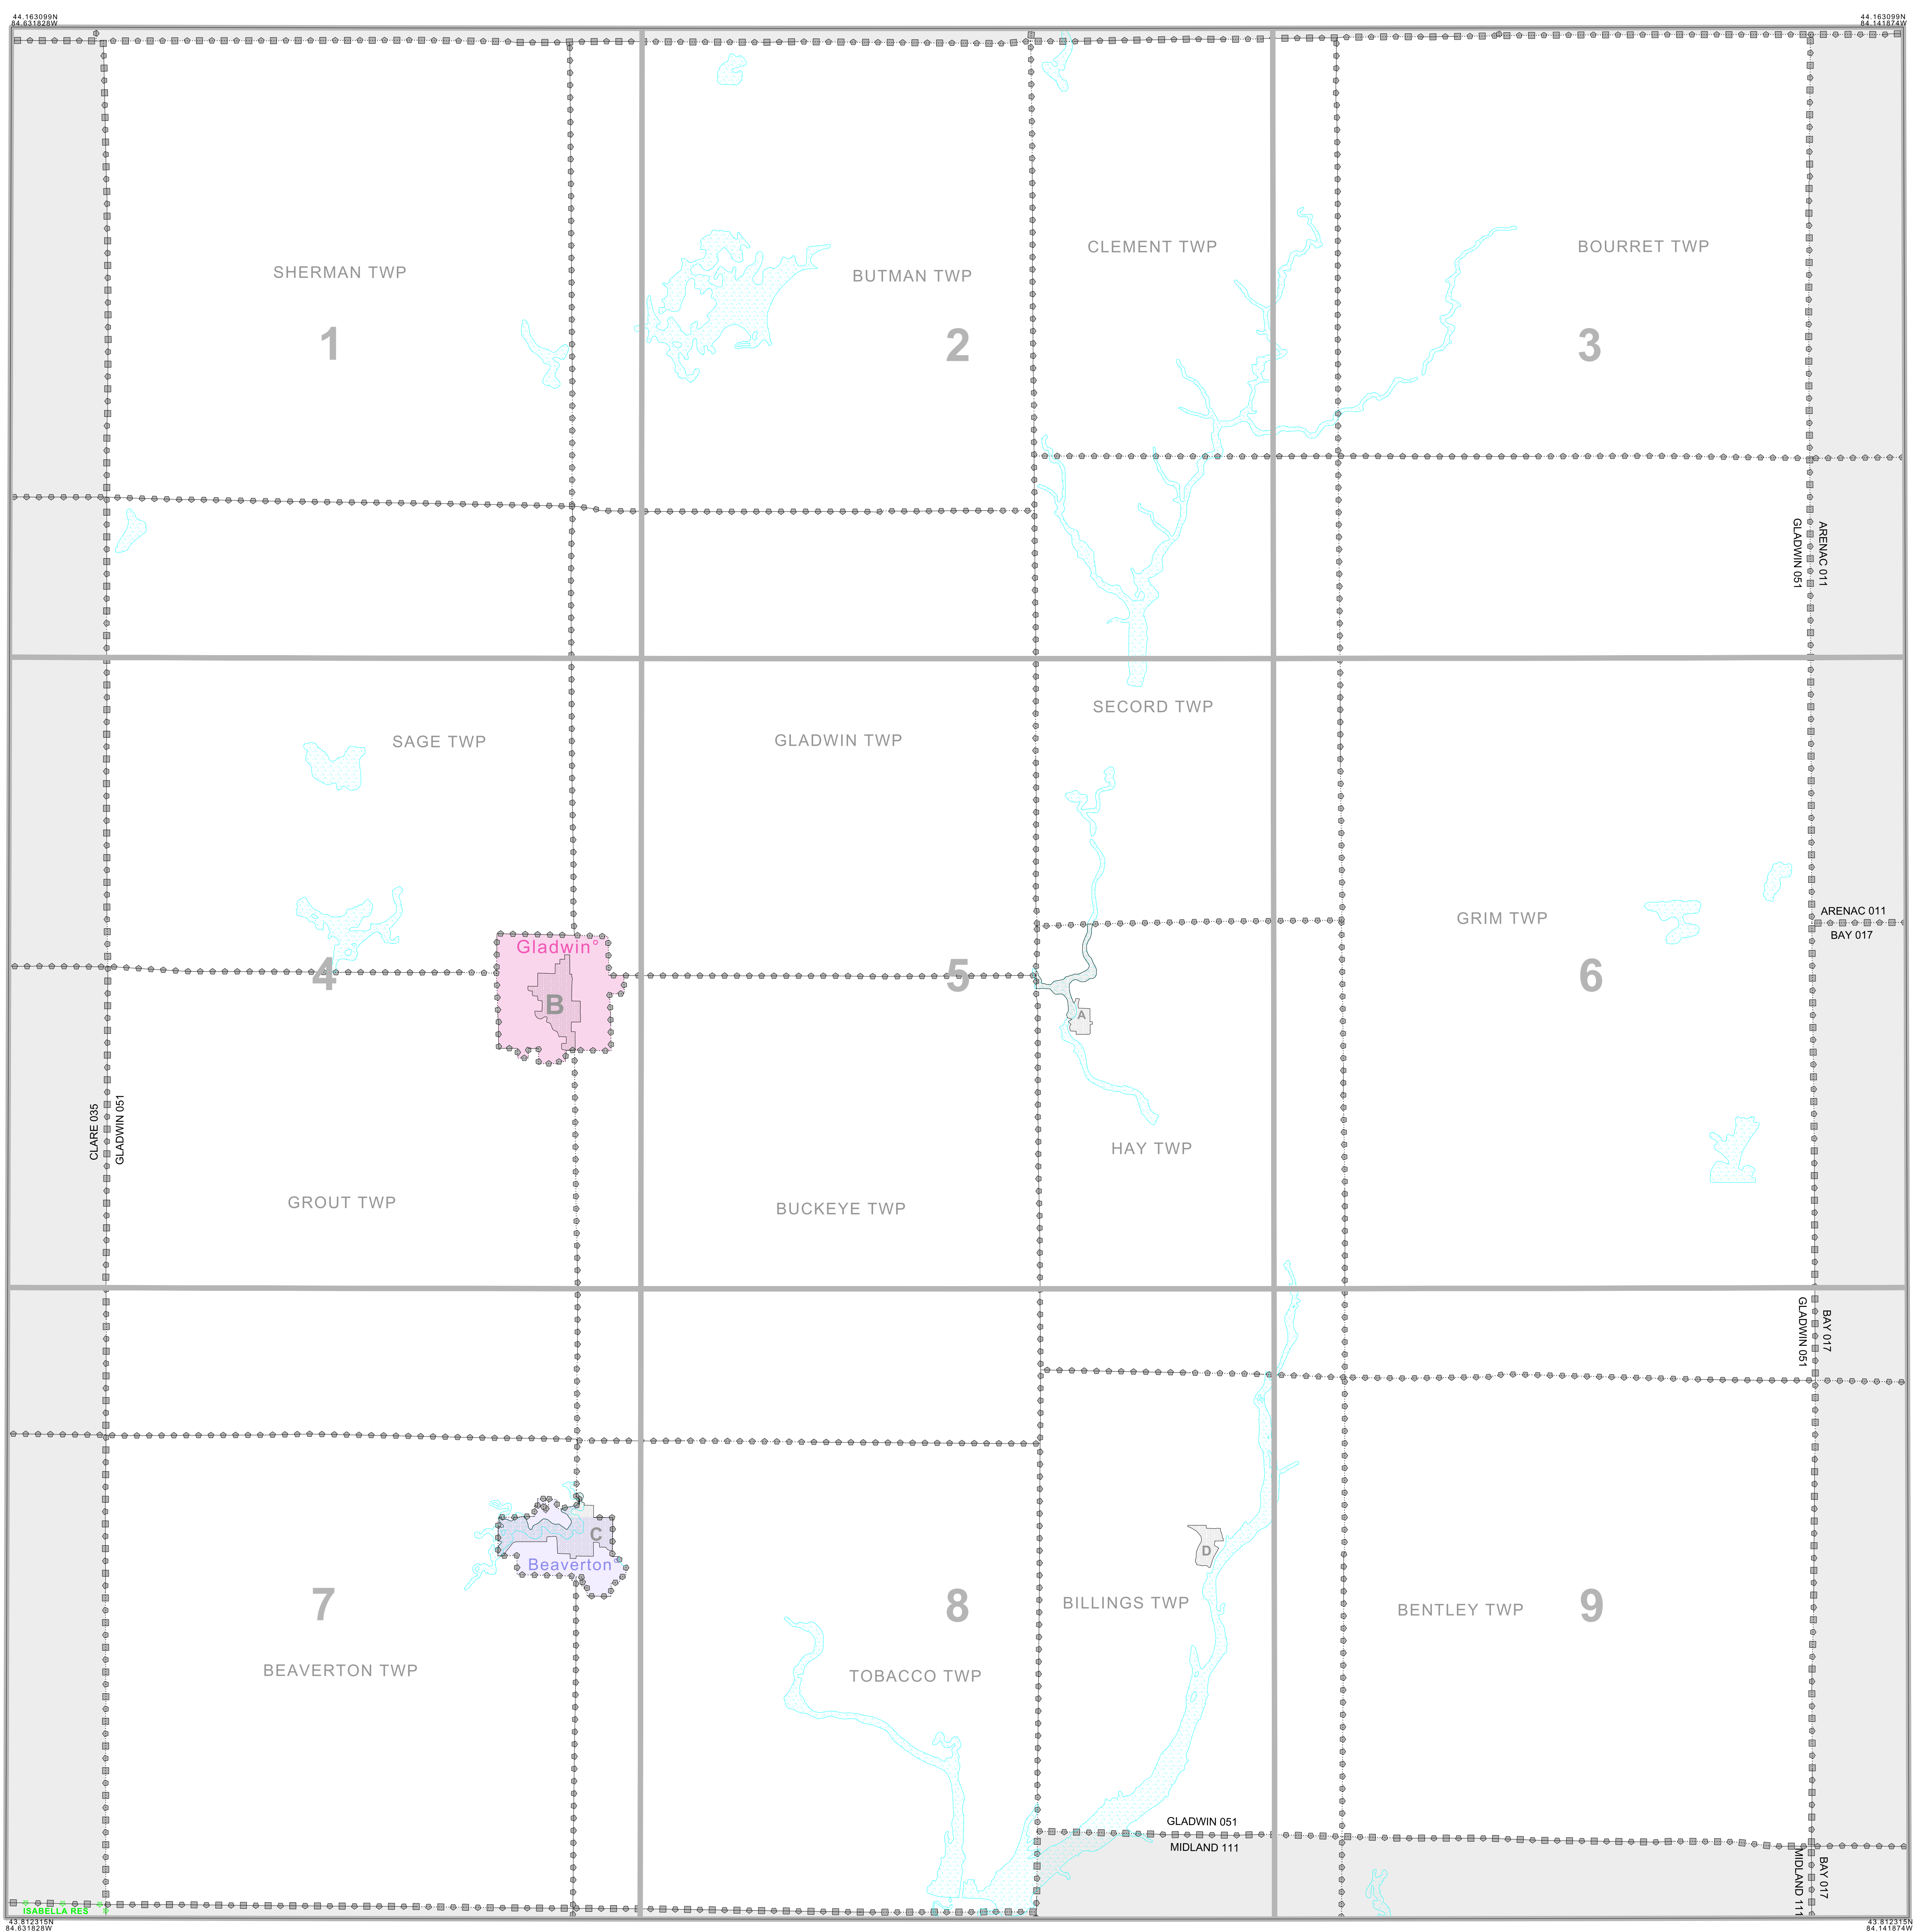 44.163099N
84.631828W
44.163099N
84.141874W
CLEMENT TWP
BOURRET TWP
SHERMAN TWP
BUTMAN TWP
1
2
3
GLADWIN 051
ARENAC 011
SECORD TWP
SAGE TWP
GLADWIN TWP
ARENAC 011
BAY 017
GRIM TWP
Gladwin°
4
5
6
B
A
CLARE 035
GLADWIN 051
HAY TWP
GROUT TWP
BUCKEYE TWP
GLADWIN 051
BAY 017
C
D
Beaverton°
7
8
9
BILLINGS TWP
BENTLEY TWP
BEAVERTON TWP
TOBACCO TWP
GLADWIN 051
MIDLAND 111
MIDLAND 111
BAY 017
ISABELLA RES
43.812315N
84.631828W
43.812315N
84.141874W